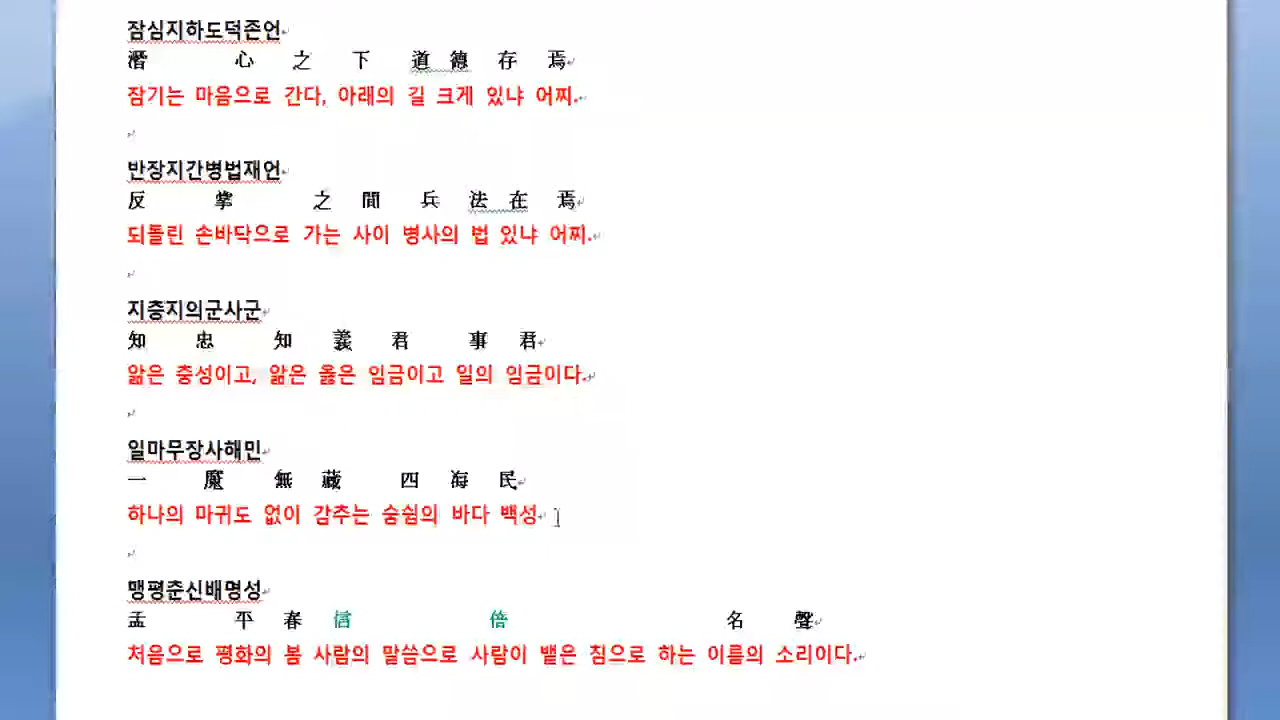 잠심지하도덕존언
潛 心 之 下 道 德 存 焉
잠기는 마음으로 간다, 아래의 길 크게 있냐 어찌.
반장지간병법재언
反 掌 之 間 兵 法 在 焉
되돌린 손바닥으로 가는 사이 병사의 법 있냐 어찌.
지충지의군사군
知 忠 知 義 君 事 君
앎은 충성이고, 앎은 옳은 임금이고 일의 임금이다.
일마무장사해민
一 魔 無 藏 四 海 民
하나의 마귀도 없이 감추는 숨쉼의 바다 백성
맹평춘신배명성
孟 平 春 信 倍 名 聲
처음으로 평화의 봄 사람의 말씀으로 사람이 뱉은 침으로 하는 이름의 소리이다.